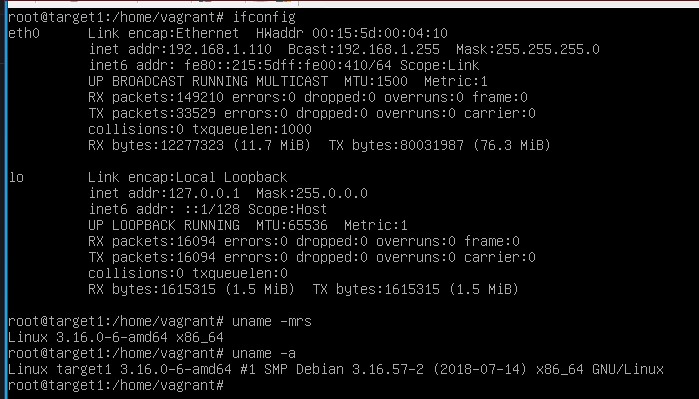 root@target1:/home/vagrant# ifconfig
eth0      Link encap:Ethernet  HWaddr 00:15:5d:00:04:10
          inet addr:192.168.1.110  Bcast:192.168.1.255  Mask:255.255.255.0
          inet6 addr: fe80::215:5dff:fe00:410/64 Scope:Link
          UP BROADCAST RUNNING MULTICAST  MTU:1500  Metric:1
          RX packets:149210 errors:0 dropped:0 overruns:0 frame:0
          TX packets:33529 errors:0 dropped:0 overruns:0 carrier:0
          collisions:0 txqueuelen:1000
          RX bytes:12277323 (11.7 MiB)  TX bytes:80031987 (76.3 MiB)
lo        Link encap:Local Loopback
          inet addr:127.0.0.1  Mask:255.0.0.0
          inet6 addr: ::1/128 Scope:Host
          UP LOOPBACK RUNNING  MTU:65536  Metric:1
          RX packets:16094 errors:0 dropped:0 overruns:0 frame:0
          TX packets:16094 errors:0 dropped:0 overruns:0 carrier:0
          collisions:0 txqueuelen:0
          RX bytes:1615315 (1.5 MiB)  TX bytes:1615315 (1.5 MiB)
root@target1:/home/vagrant# uname -mrs
Linux 3.16.0-6-amd64 x86_64
root@target1:/home/vagrant# uname -a
Linux target1 3.16.0-6-amd64 #1 SMP Debian 3.16.57-2 (2018-07-14) x86_64 GNU/Linux
root@target1:/home/vagrant#